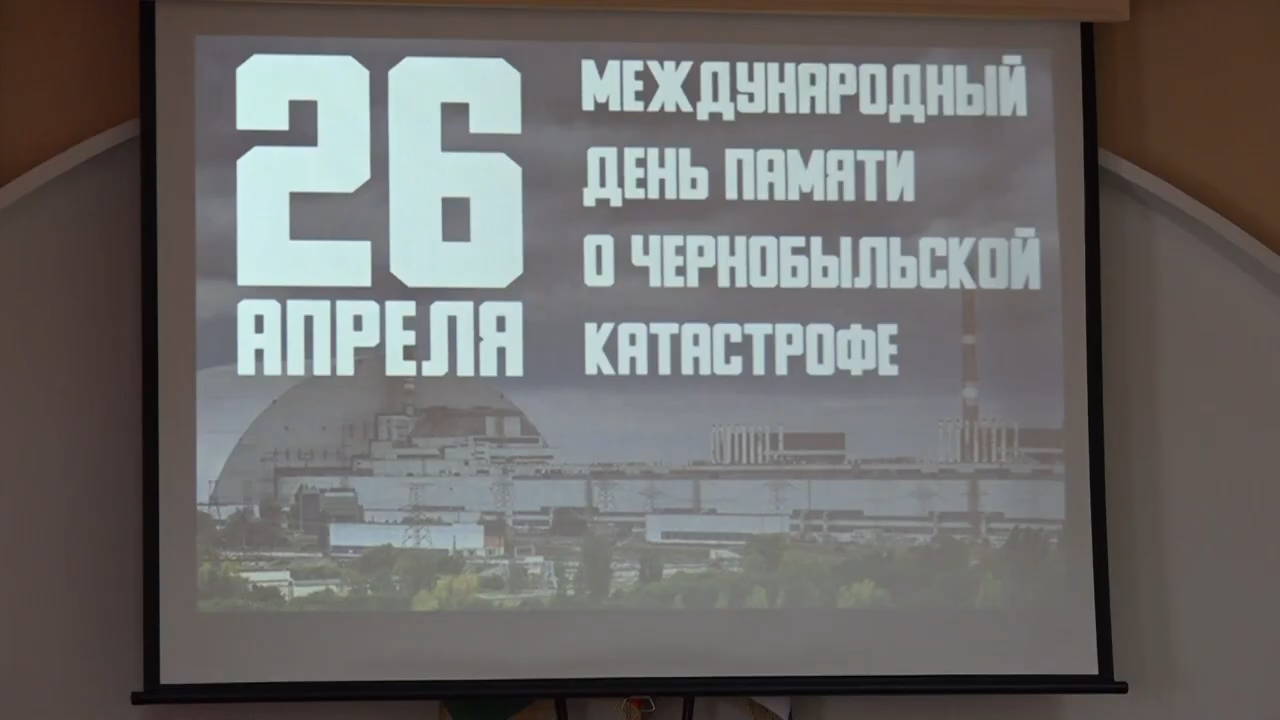 26
АПРЕЛЯ
МЕЖДУНАРОДНЫЙ
ДЕНЬ ПАМЯТИ
О ЧЕРНОБЫЛЬСКОЙ
КАТАСТРОФЕ